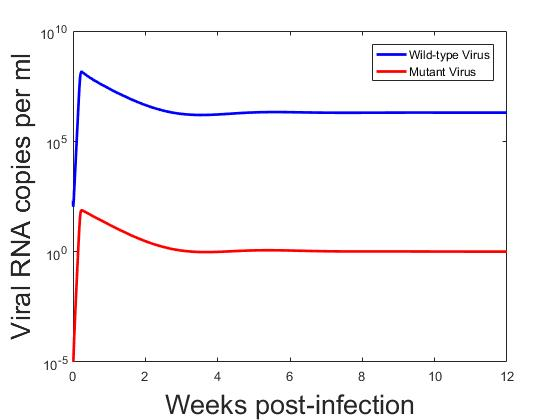 10^10
Wild-type Virus
Mutant Virus
10^5
10^0
10^-5
Viral RNA copies per ml
0 2 4 6 8 10 12
Weeks post-infection